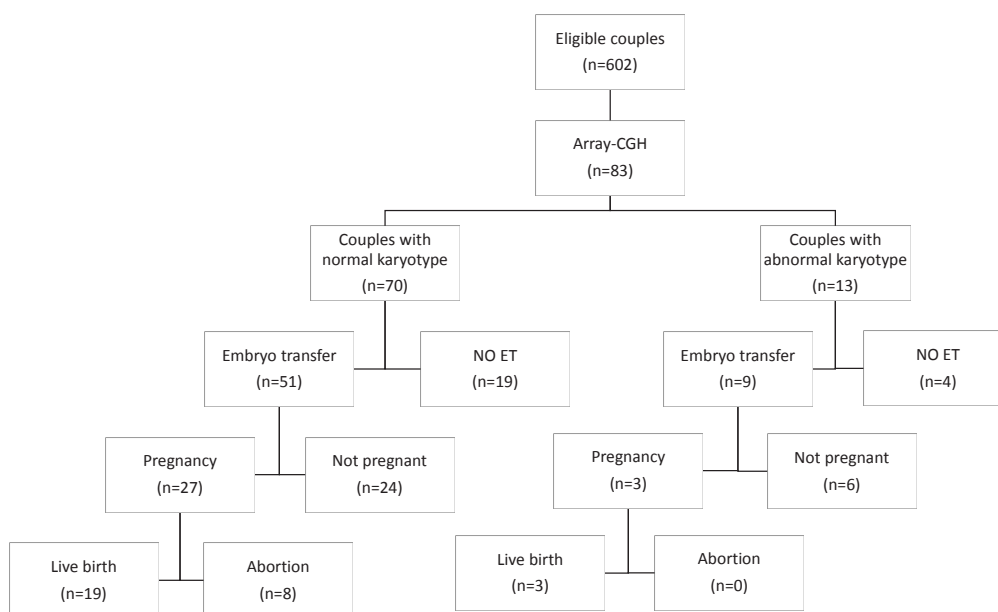 Eligible couples
(n=602)
Array-CGH
(n=83)
Couples with
normal karyotype
(n=70)
Couples with
abnormal karyotype
(n=13)
Embryo transfer
(n=51)
NO ET
(n=19)
Embryo transfer
(n=9)
NO ET
(n=4)
Pregnancy
(n=27)
Not pregnant
(n=24)
Pregnancy
(n=3)
Not pregnant
(n=6)
Live birth
(n=19)
Abortion
(n=8)
Live birth
(n=3)
Abortion
(n=0)